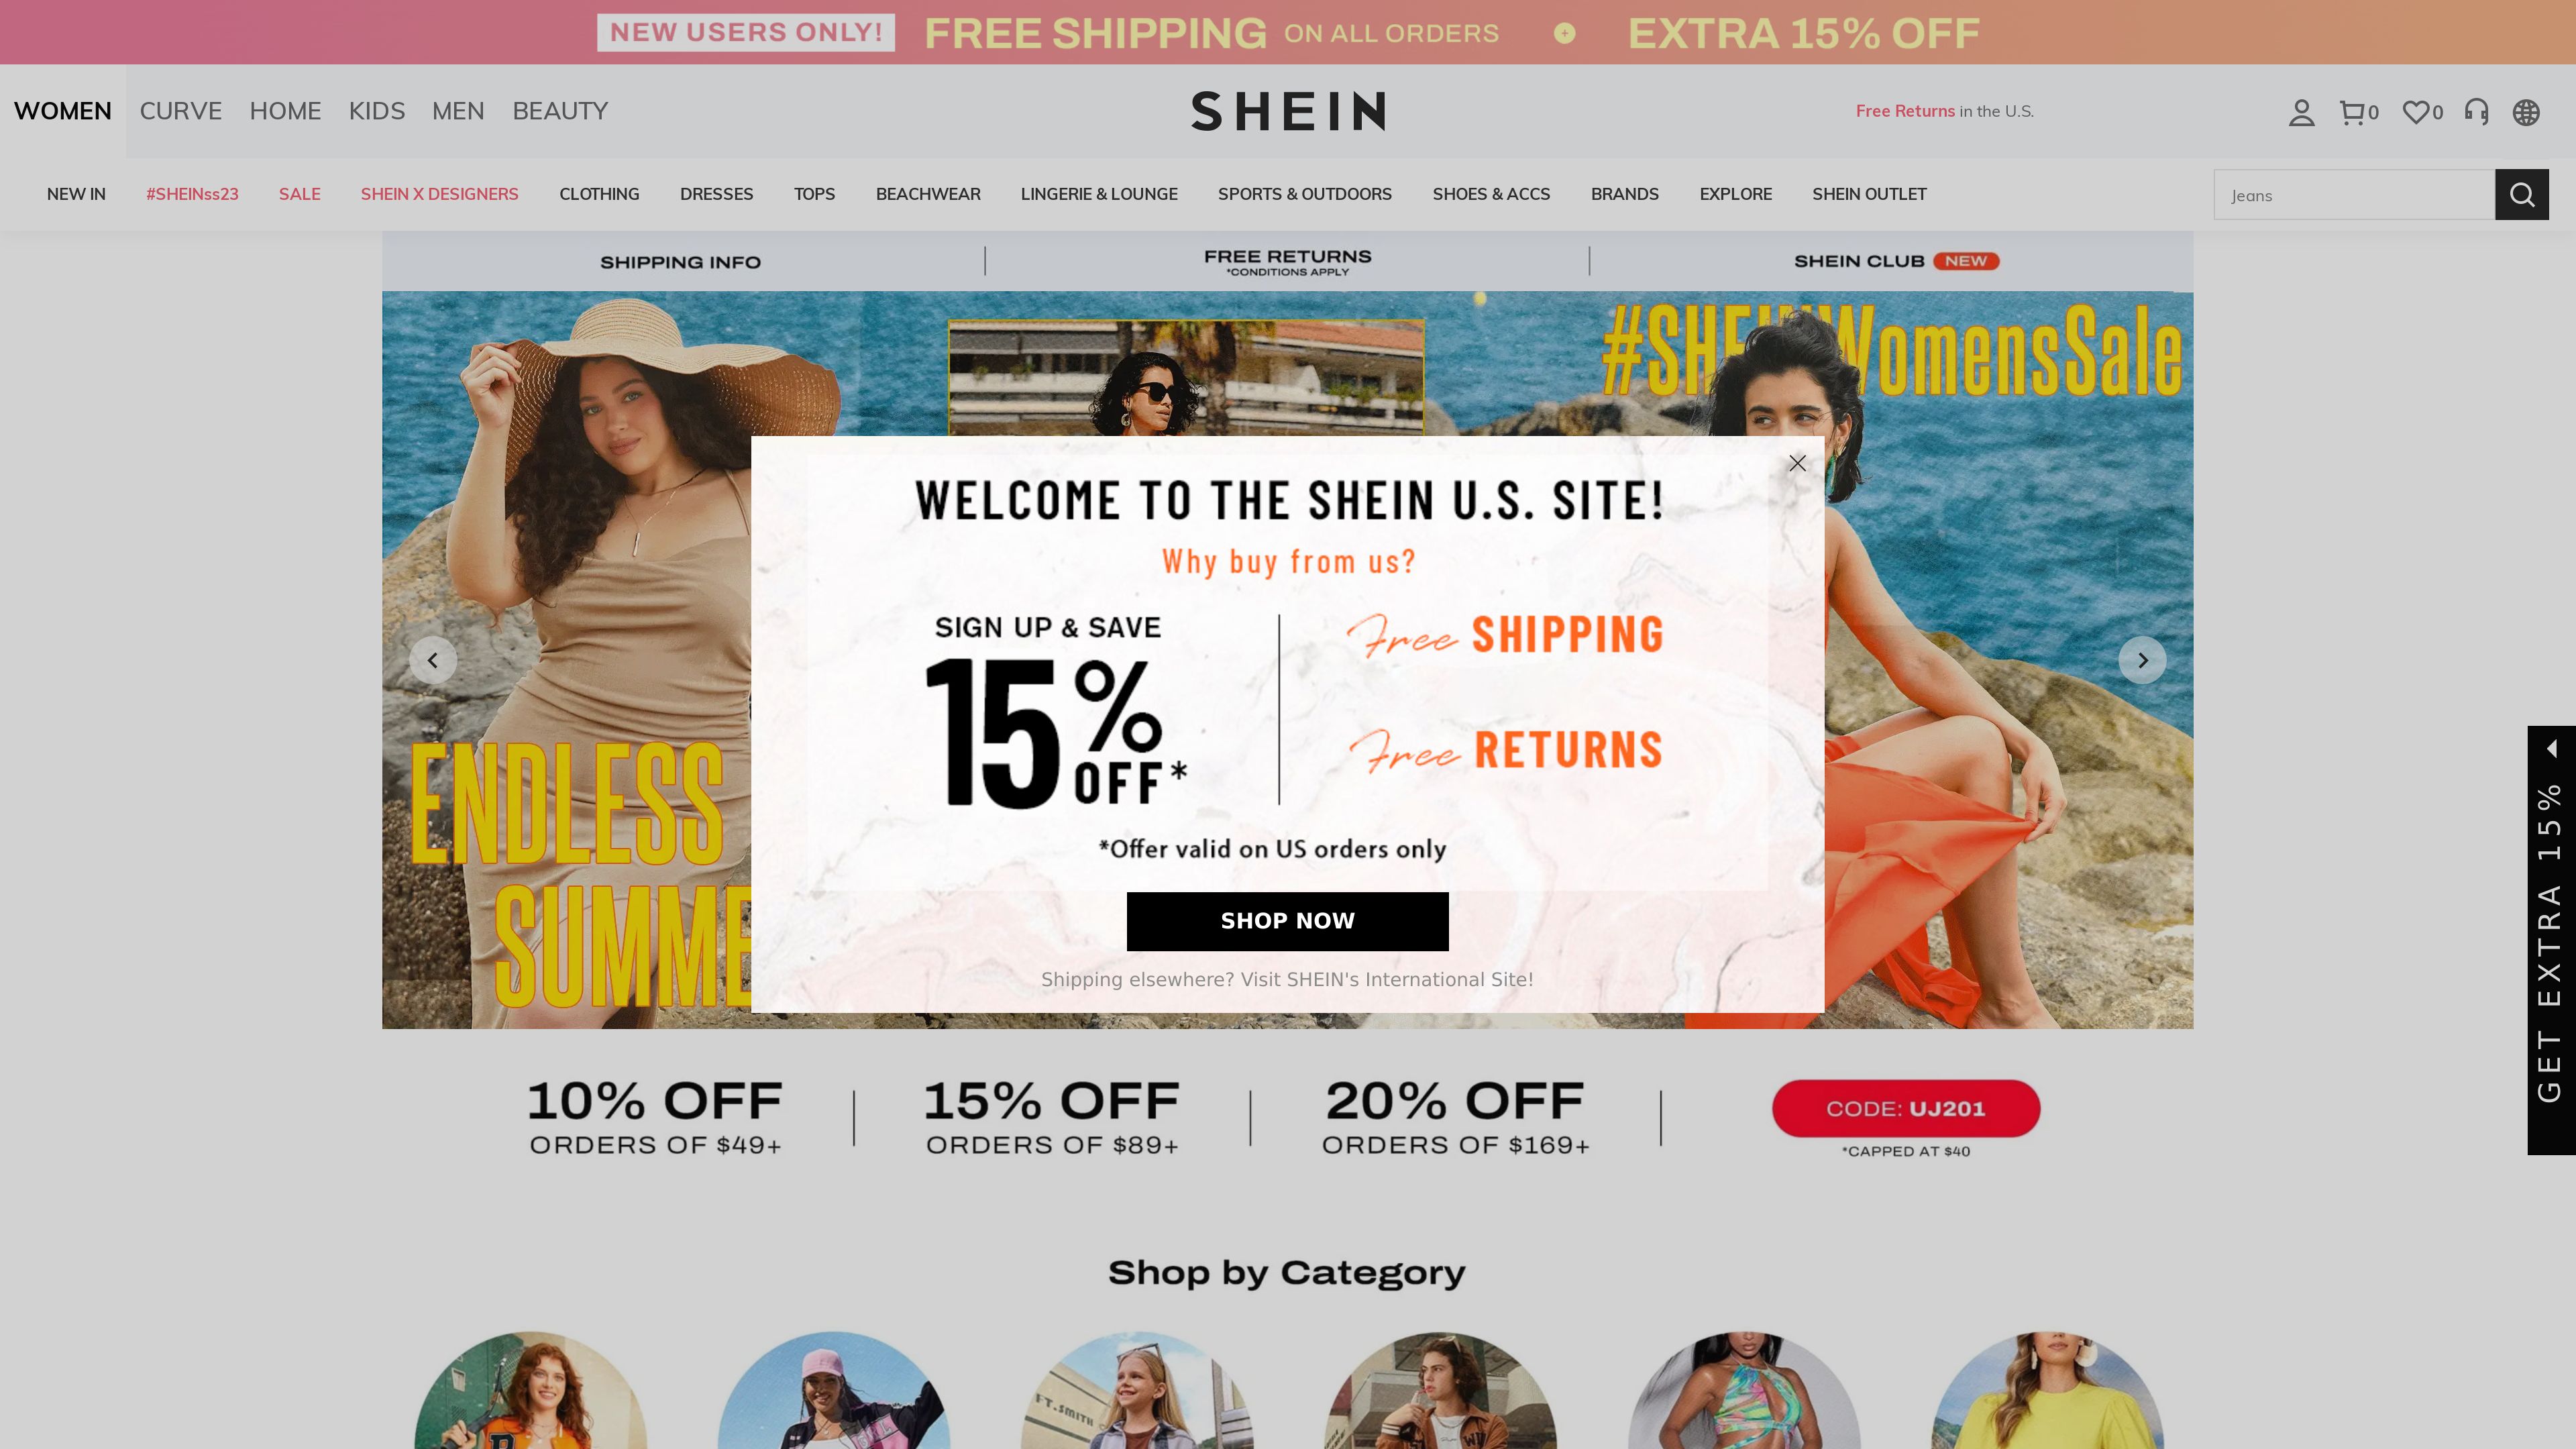 NEW USERS ONLY! FREE SHIPPING ON ALL ORDERS EXTRA 15% OFF
WOMEN CURVE HOME KIDS MEN BEAUTY
SHEIN
Free Returns in the U.S.
0 0
NEW IN #SHEINss23 SALE SHEIN X DESIGNERS CLOTHING DRESSES TOPS BEACHWEAR LINGERIE & LOUNGE SPORTS & OUTDOORS SHOES & ACCS BRANDS EXPLORE SHEIN OUTLET
Jeans
SHIPPING INFO
FREE RETURNS
*CONDITIONS APPLY
SHEIN CLUB NEW
WELCOME TO THE SHEIN U.S. SITE!
Why buy from us?
SIGN UP & SAVE
15% OFF*
Free SHIPPING
Free RETURNS
*Offer valid on US orders only
SHOP NOW
Shipping elsewhere? Visit SHEIN's International Site!
ENDLESS
GET EXTRA 15%
10% OFF
ORDERS OF $49+
15% OFF
ORDERS OF $89+
20% OFF
ORDERS OF $169+
CODE: UJ201
*CAPPED AT $40
Shop by Category
FT.SMITH